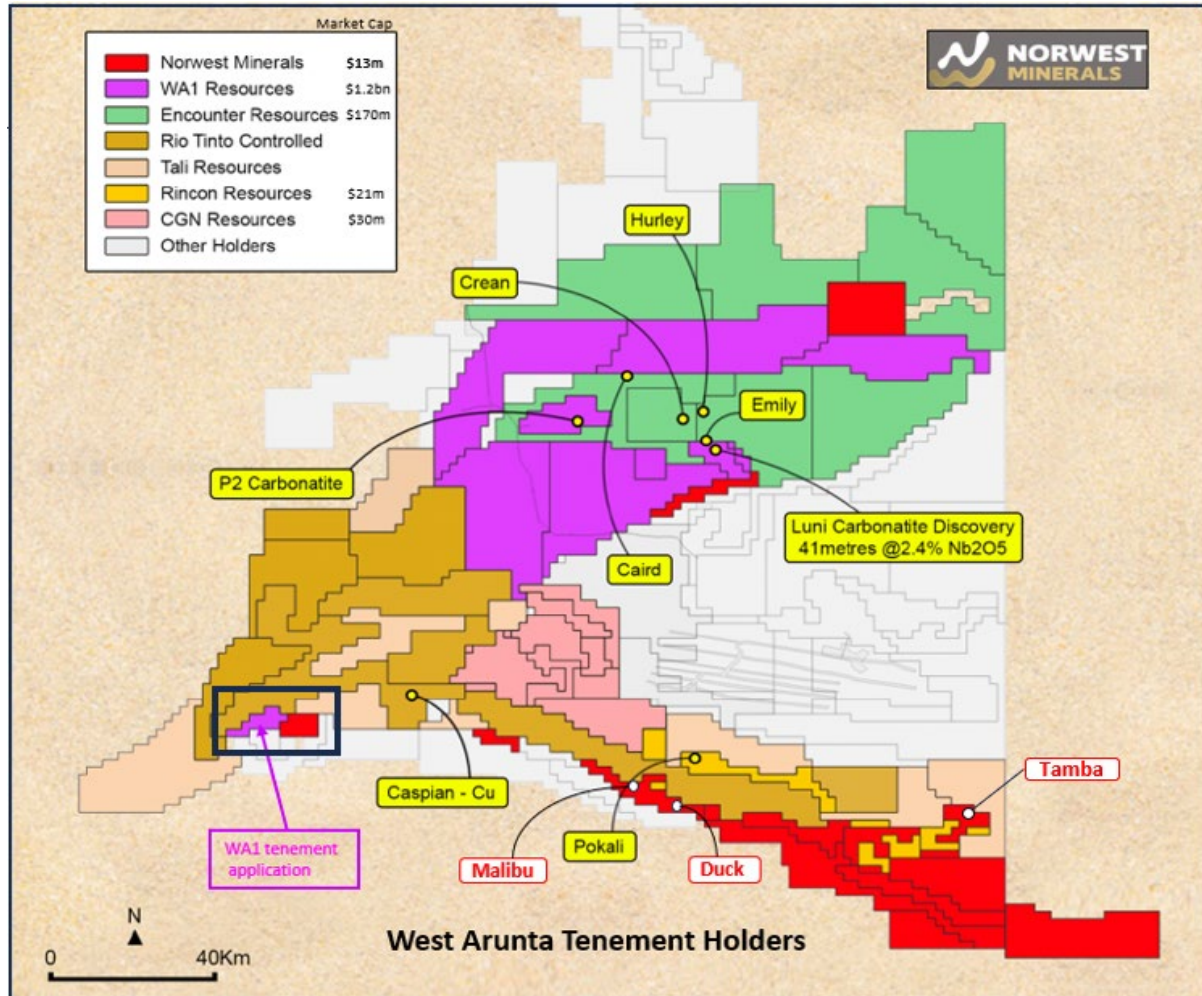 Market Cap
Norwest Minerals $13m
WA1 Resources $1.2bn
Encounter Resources $170m
Rio Tinto Controlled
Tali Resources
Rincon Resources $21m
CGN Resources $30m
Other Holders
NORWEST
MINERALS
Hurley
Crean
Emily
P2 Carbonatite
Luni Carbonatite Discovery
41metres @2.4% Nb2O5
Caird
Caspian - Cu
Tamba
Pokali
Malibu
Duck
WA1 tenement
application
N
0 40Km
West Arunta Tenement Holders